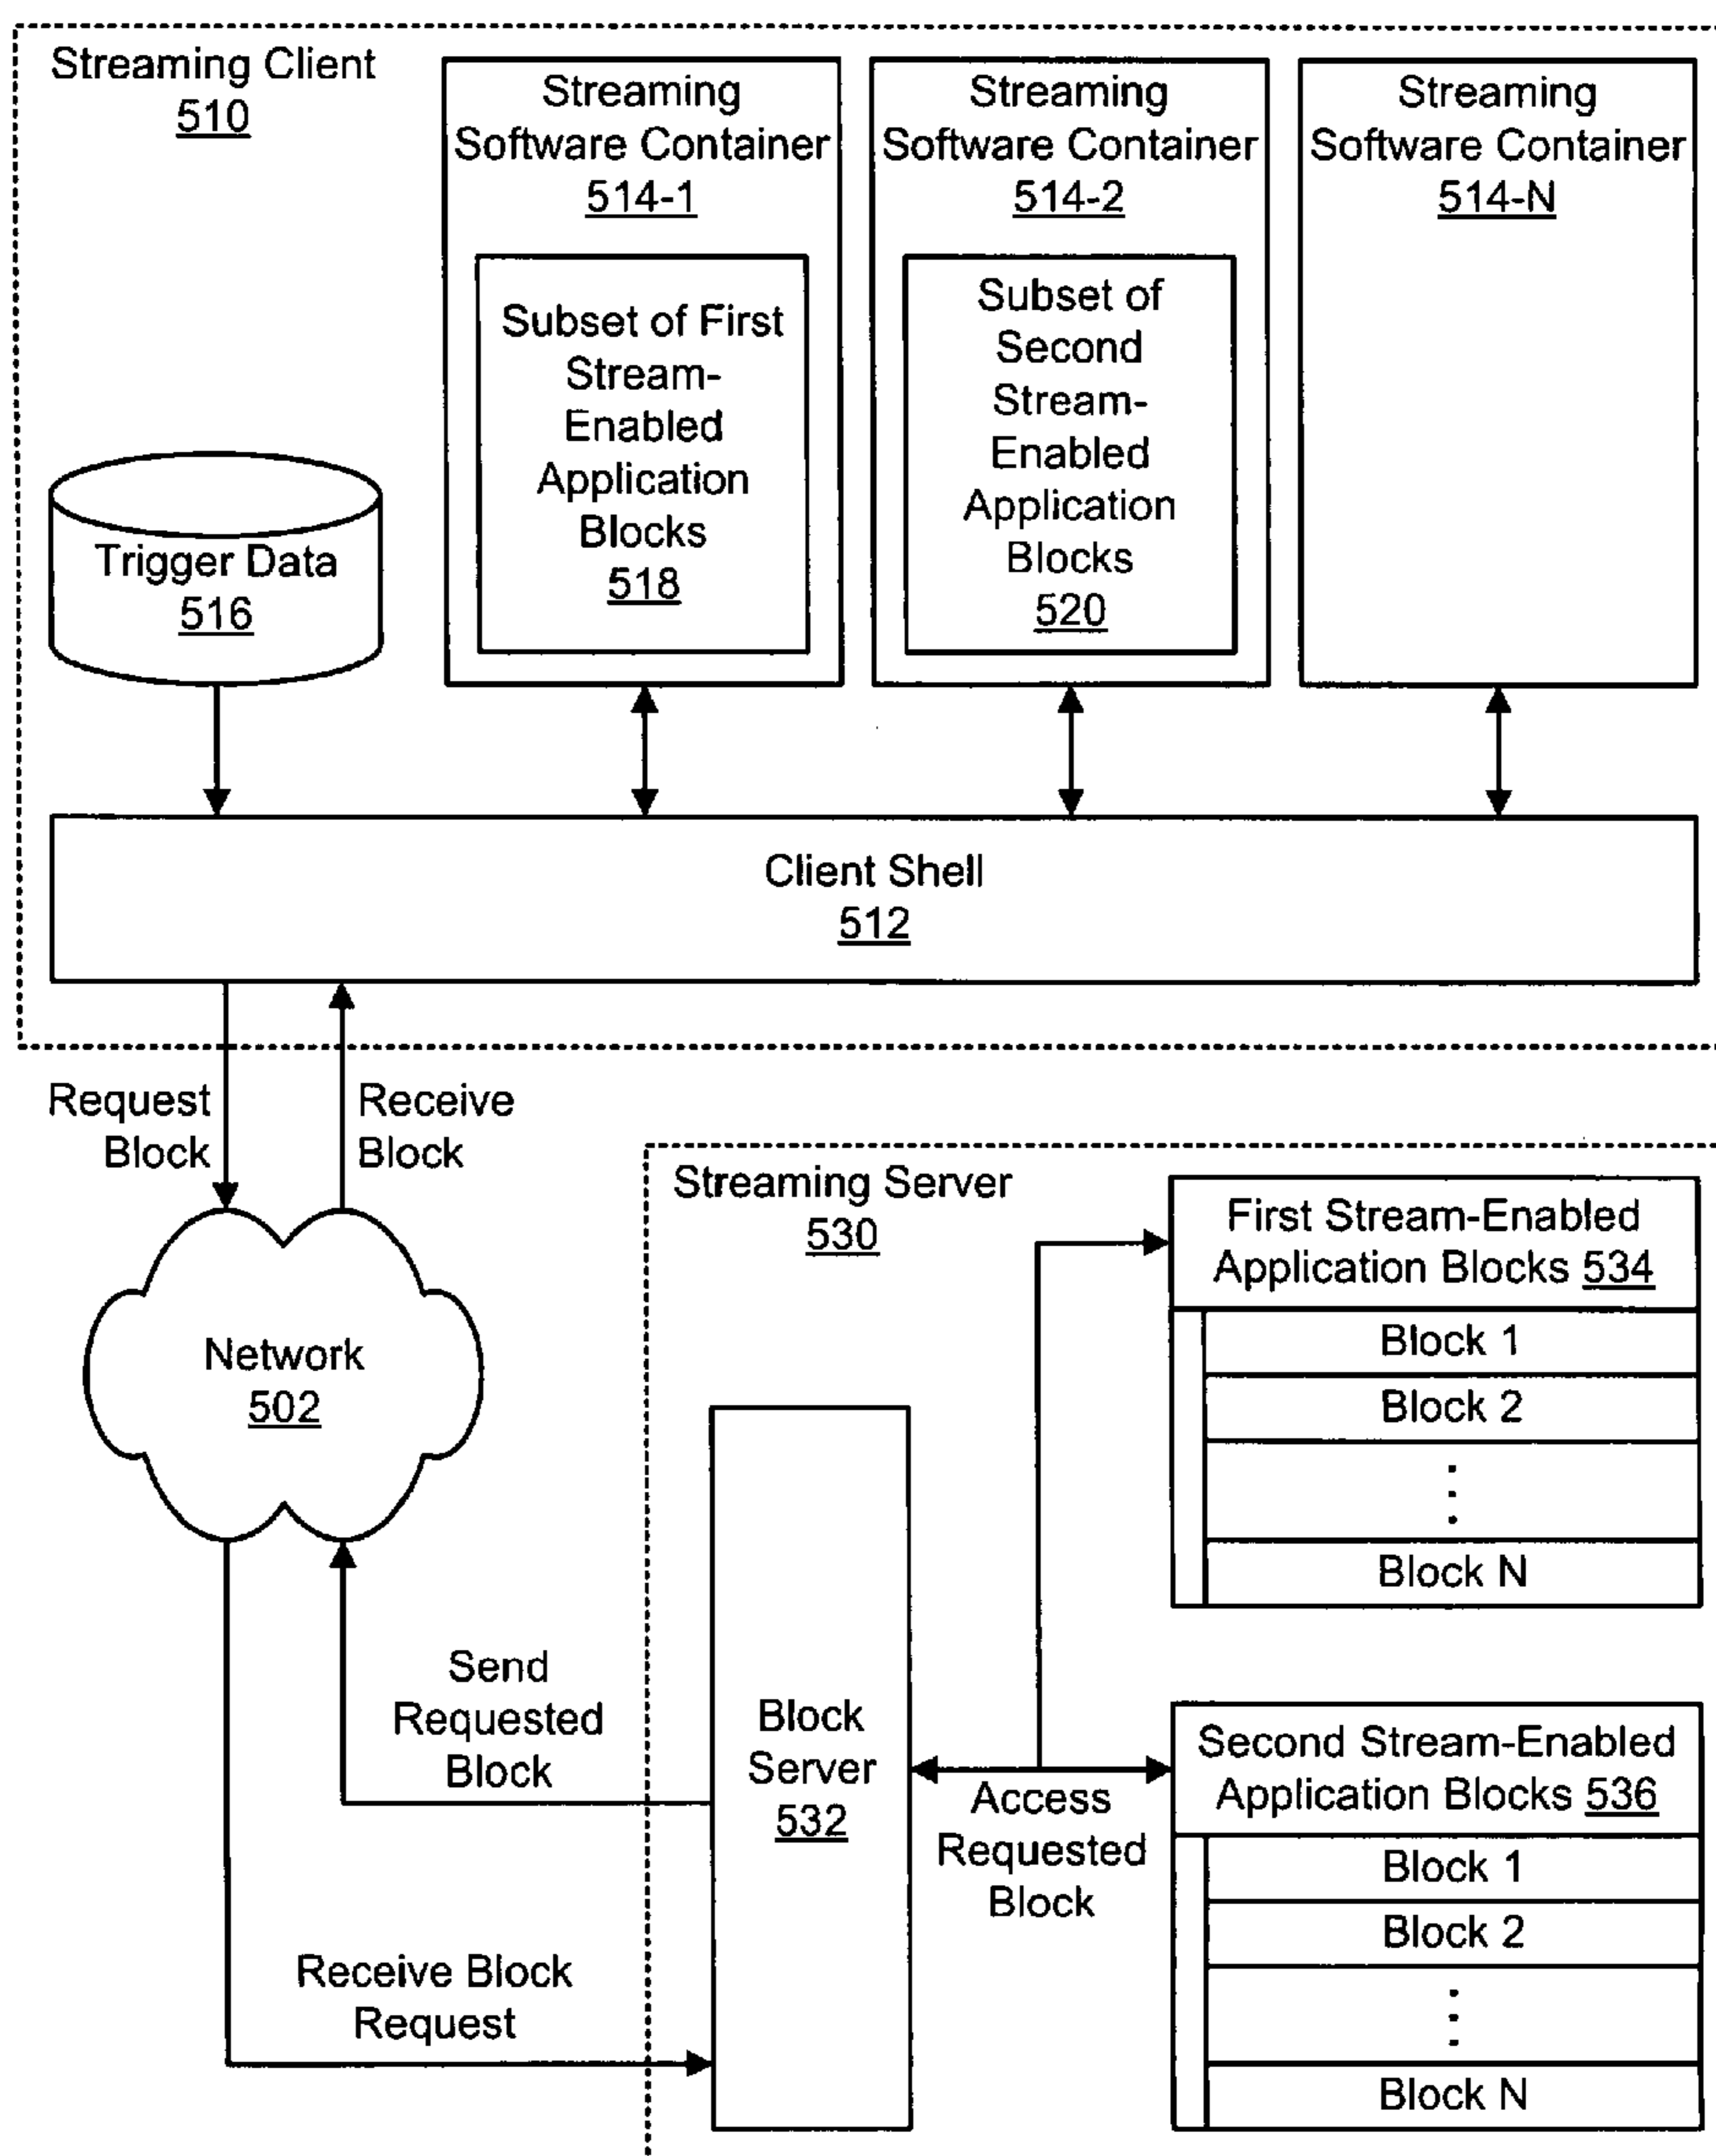 Streaming Client
510
Streaming
Software Container
514-1
Subset of First
Stream-
Enabled
Application
Blocks
518
Streaming
Software Container
514-2
Subset of
Second
Stream-
Enabled
Application
Blocks
520
Streaming
Software Container
514-N
Trigger Data
516
Client Shell
512
Request
Block
Receive
Block
Network
502
Streaming Server
530
First Stream-Enabled
Application Blocks 534
Block 1
Block 2
⋮
Block N
Send
Requested
Block
Block
Server
532
Access
Requested
Block
Second Stream-Enabled
Application Blocks 536
Block 1
Block 2
⋮
Block N
Receive Block
Request